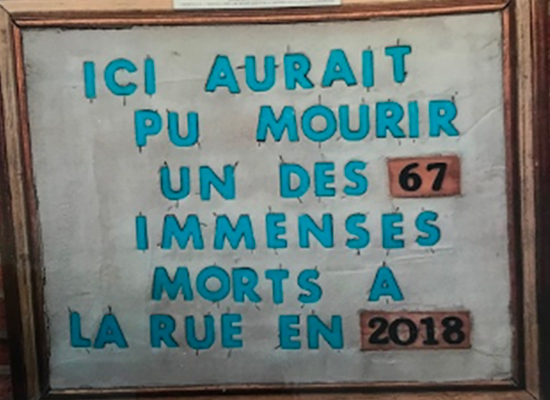 ICI AURAIT
PU MOURIR
UN DES 67
IMMENSES
MORTS A
LA RUE EN 2018